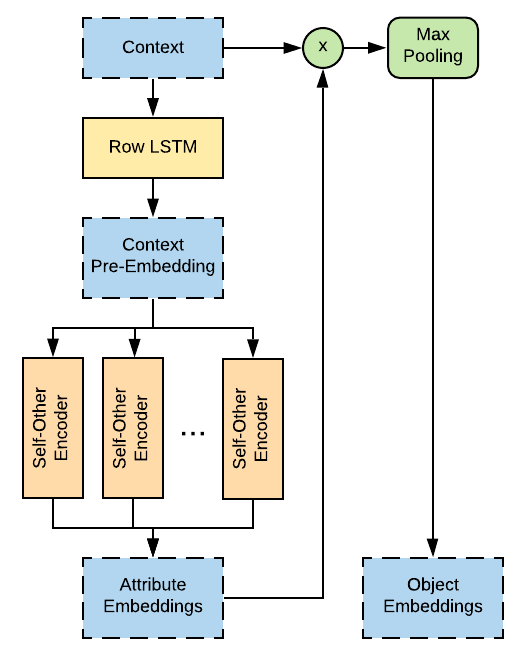 Context
x
Max
Pooling
Row LSTM
Context
Pre-Embedding
Self-Other
Encoder
Self-Other
Encoder
...
Self-Other
Encoder
Attribute
Embeddings
Object
Embeddings